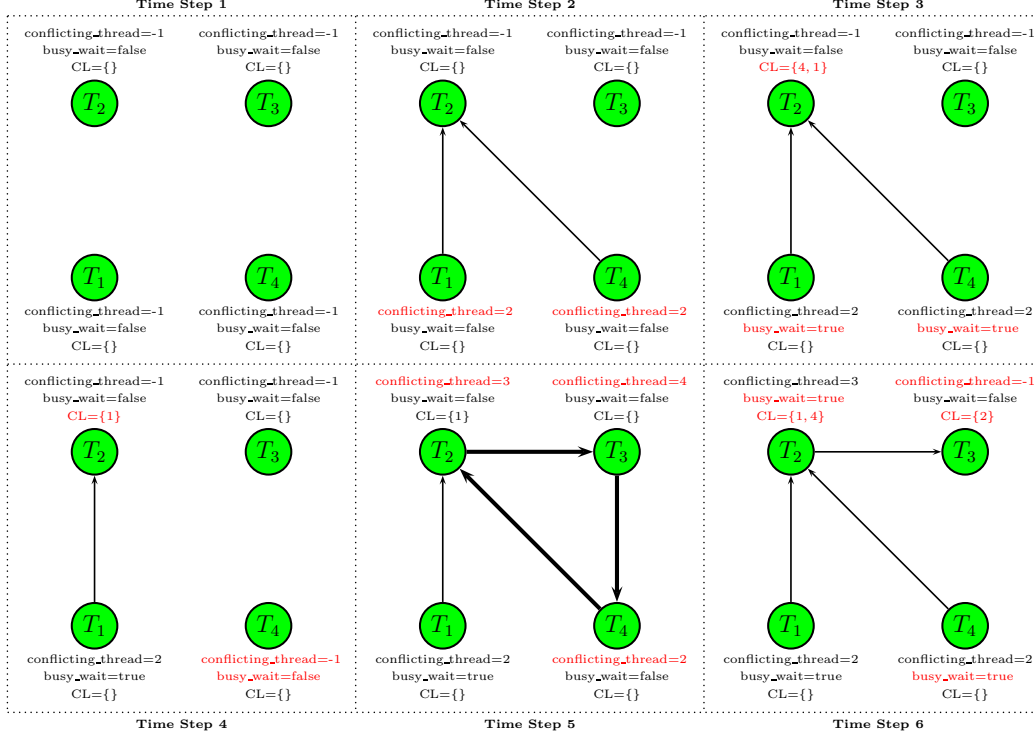 Time Step 1
Time Step 2
Time Step 3
conflicting_thread=-1
busy_wait=false
CL={}
T2
conflicting_thread=-1
busy_wait=false
CL={}
T3
T1
conflicting_thread=-1
busy_wait=false
CL={}
T4
conflicting_thread=-1
busy_wait=false
CL={}
conflicting_thread=-1
busy_wait=false
CL={}
T2
conflicting_thread=-1
busy_wait=false
CL={}
T3
T1
conflicting_thread=2
busy_wait=false
CL={}
T4
conflicting_thread=2
busy_wait=false
CL={}
conflicting_thread=-1
busy_wait=false
CL={4, 1}
T2
conflicting_thread=-1
busy_wait=false
CL={}
T3
T1
conflicting_thread=2
busy_wait=true
CL={}
T4
conflicting_thread=2
busy_wait=true
CL={}
conflicting_thread=-1
busy_wait=false
CL={1}
T2
conflicting_thread=-1
busy_wait=false
CL={}
T3
T1
conflicting_thread=2
busy_wait=true
CL={}
T4
conflicting_thread=-1
busy_wait=false
CL={}
conflicting_thread=3
busy_wait=false
CL={1}
T2
conflicting_thread=4
busy_wait=false
CL={}
T3
T1
conflicting_thread=2
busy_wait=true
CL={}
T4
conflicting_thread=2
busy_wait=false
CL={}
conflicting_thread=3
busy_wait=true
CL={1, 4}
T2
conflicting_thread=-1
busy_wait=false
CL={2}
T3
T1
conflicting_thread=2
busy_wait=true
CL={}
T4
conflicting_thread=2
busy_wait=true
CL={}
Time Step 4
Time Step 5
Time Step 6